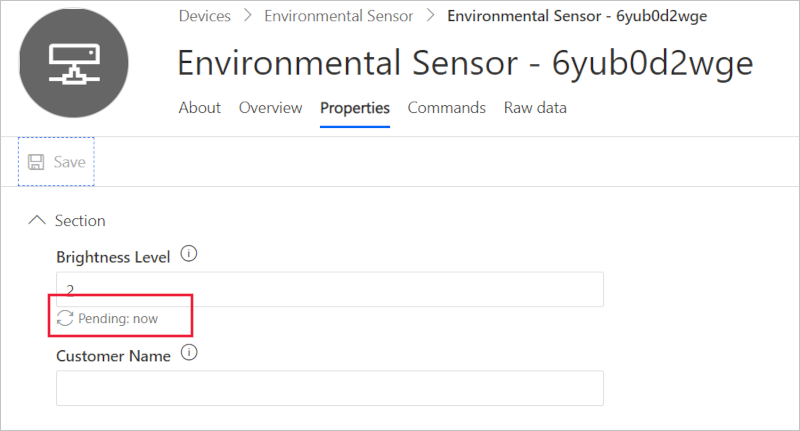 Devices > Environmental Sensor > Environmental Sensor - 6yub0d2wge
Environmental Sensor - 6yub0d2wge
About Overview Properties Commands Raw data
Save
Section
Brightness Level
2
Pending: now
Customer Name